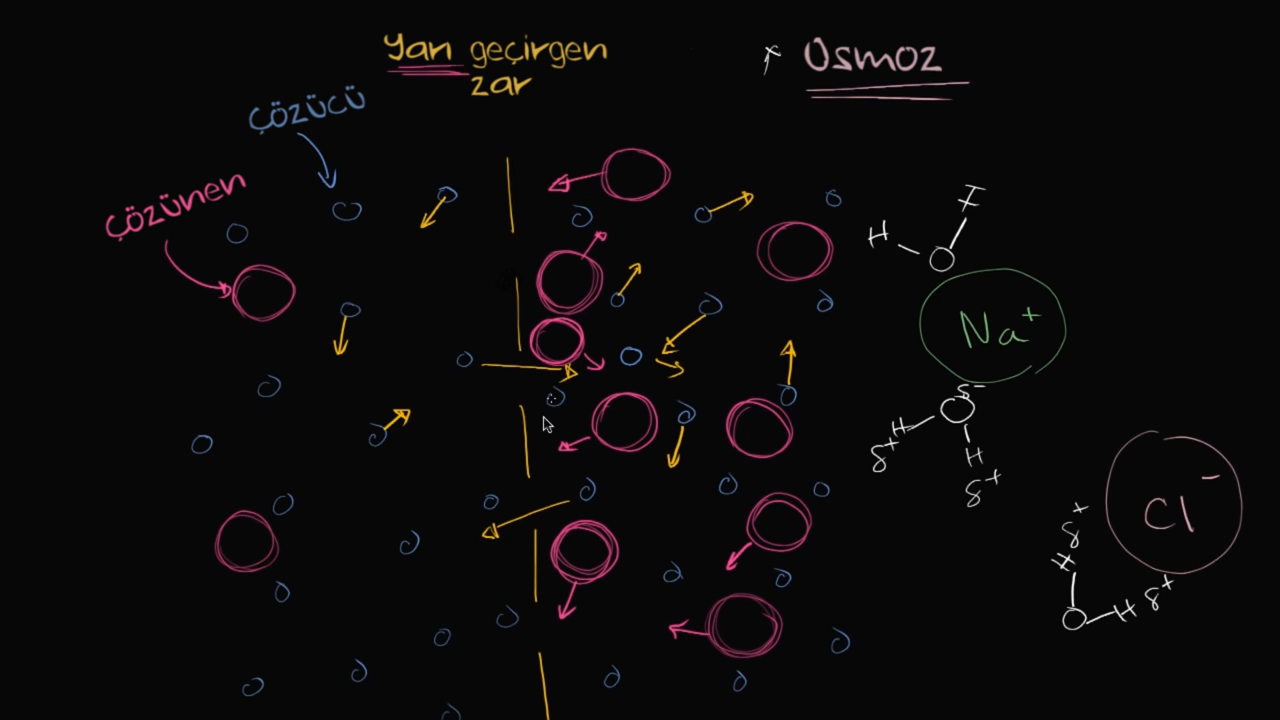 Yarı geçirgen
zar
* Osmoz
çözücü
çözünen
H
H
O
Na⁺
δ⁻
O
H
δ⁺
H
δ⁺
Cl⁻
δ⁺
H
O
H δ⁺